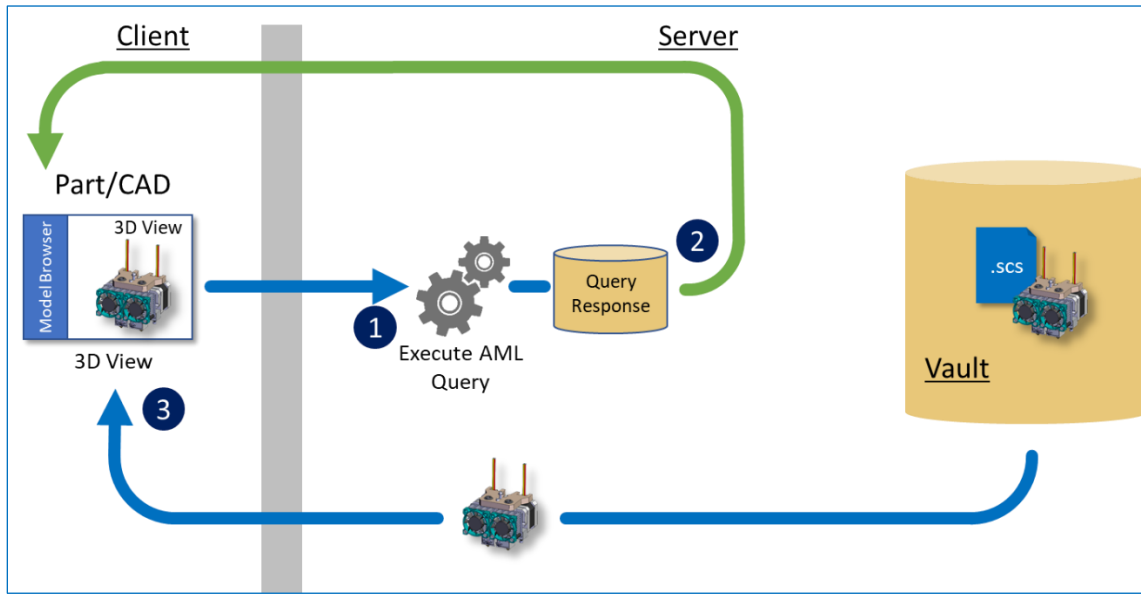 Client
Server
Part/CAD
Model Browser
3D View
3D View
1
Execute AML
Query
Query
Response
2
.scs
Vault
3